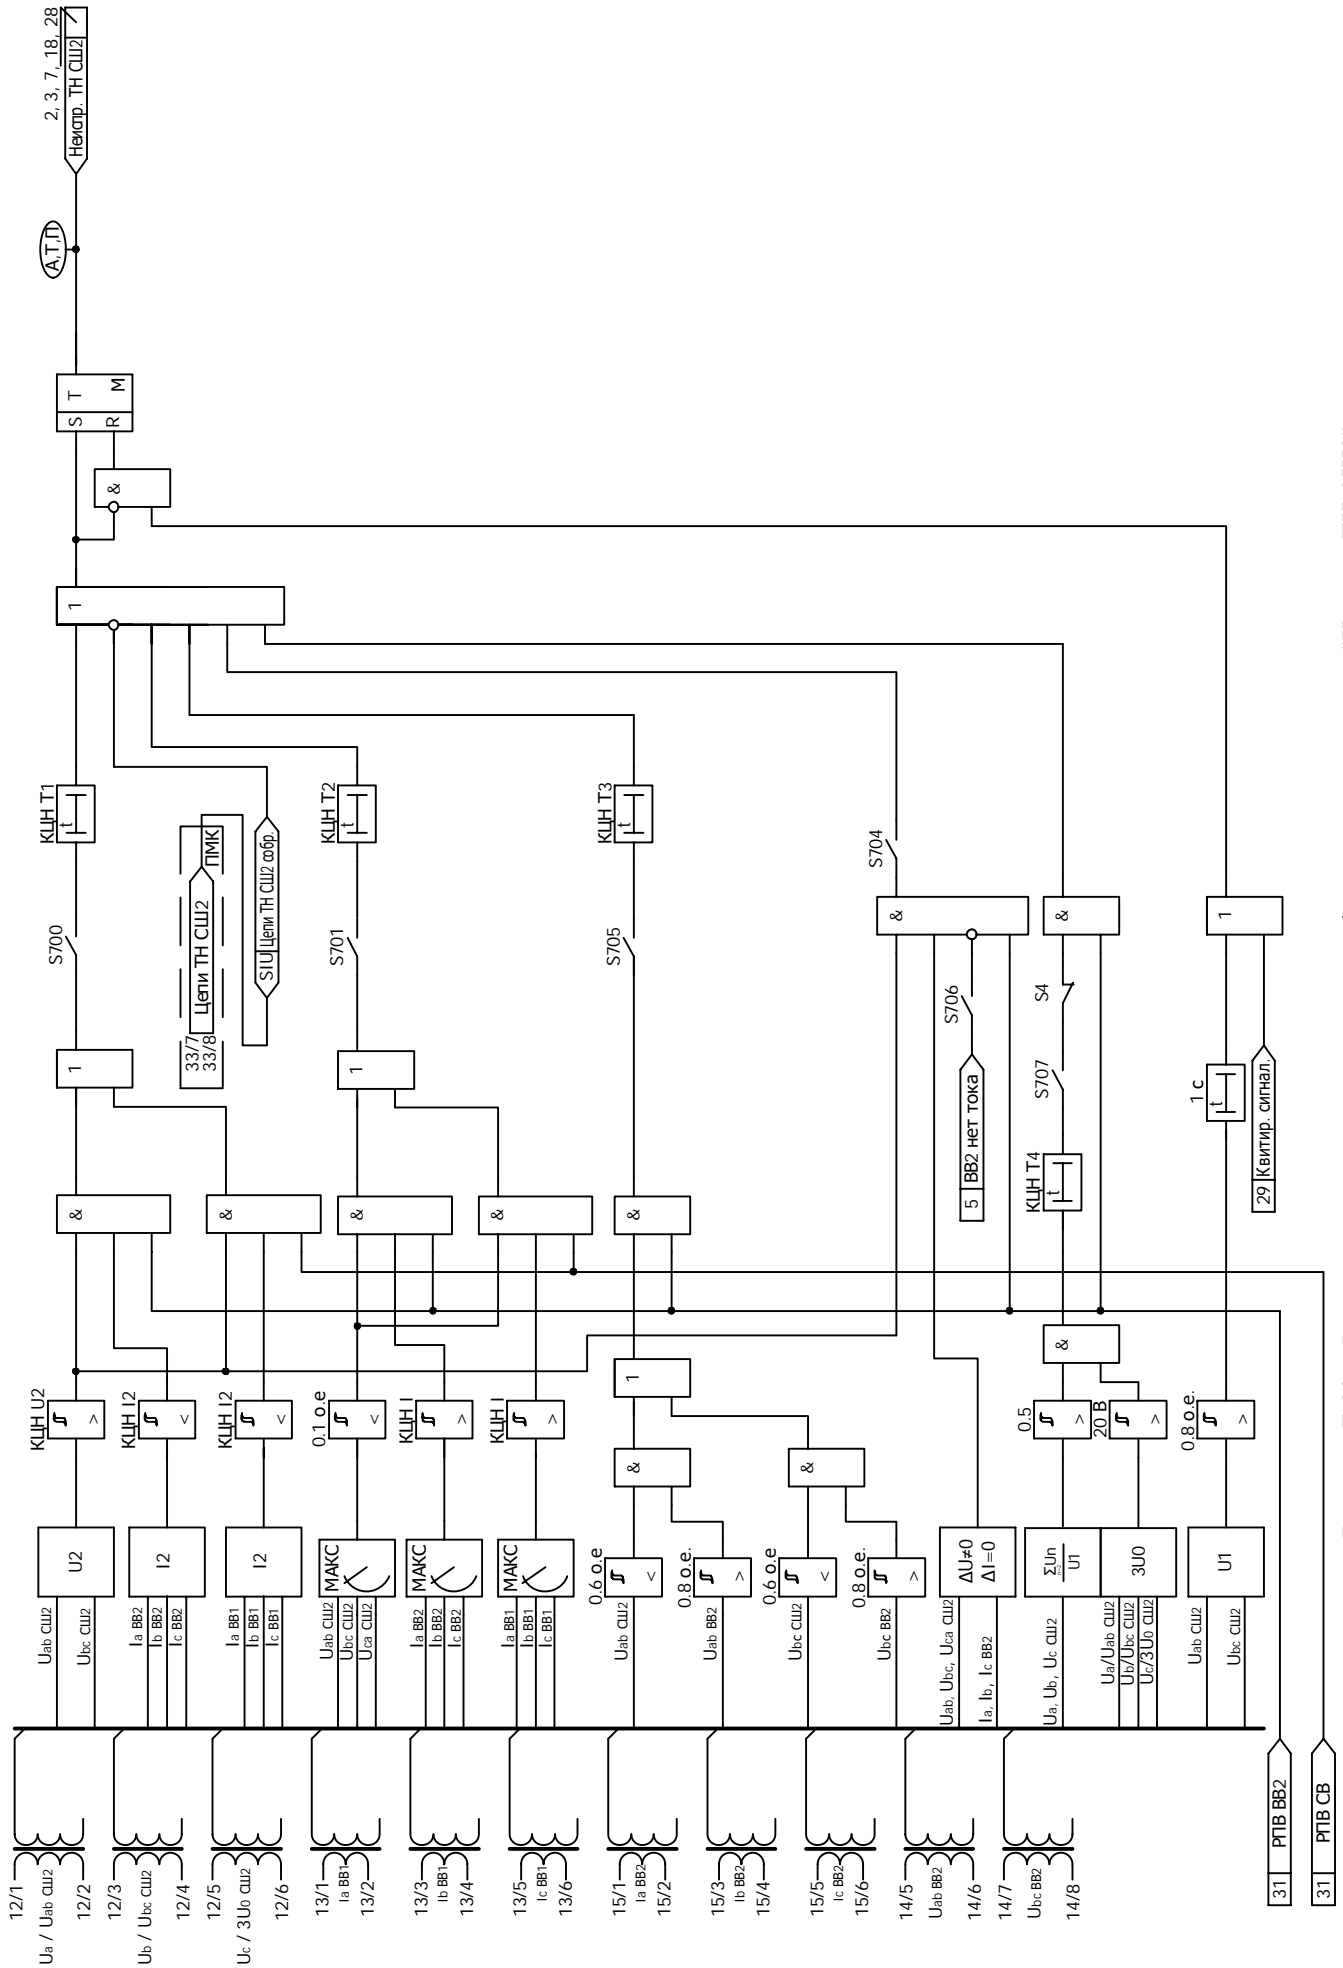 12/1
Ua / Uab СШ2
12/2
12/3
Ub / Ubc СШ2
12/4
12/5
Uc / 3U0 СШ2
12/6
13/1
Ia ВВ1
13/2
13/3
Ib ВВ1
13/4
13/5
Ic ВВ1
13/6
15/1
Ia ВВ2
15/2
15/3
Ib ВВ2
15/4
15/5
Ic ВВ2
15/6
14/5
Uab ВВ2
14/6
14/7
Ubc ВВ2
14/8
31 РПВ ВВ2
31 РПВ СВ
Uab СШ2
Ubc СШ2
U2
КЦН U2
>
Ia ВВ2
Ib ВВ2
Ic ВВ2
I2
КЦН I2
<
Ia ВВ1
Ib ВВ1
Ic ВВ1
I2
КЦН I2
<
Uab СШ2
Ubc СШ2
Uca СШ2
МАКС
0.1 о.е
<
Ia ВВ2
Ib ВВ2
Ic ВВ2
МАКС
КЦН I
>
Ia ВВ1
Ib ВВ1
Ic ВВ1
МАКС
КЦН I
>
Uab СШ2
0.6 о.е
<
Uab ВВ2
0.8 о.е.
>
Ubc СШ2
0.6 о.е
<
Ubc ВВ2
0.8 о.е.
>
&
&
1
Uab, Ubc, Uca СШ2
Ia, Ib, Ic ВВ2
ΔU≠0
ΔI=0
Ua, Ub, Uc СШ2
ΣUn
n=2
U1
0.5
>
Ua/Uab СШ2
Ub/Ubc СШ2
Uc/3U0 СШ2
3U0
20 В
>
&
Uab СШ2
Ubc СШ2
U1
0.8 о.е.
>
&
&
&
&
&
1
1
S700
S701
S705
КЦН Т1
t
КЦН Т2
t
КЦН Т3
t
33/7
33/8
Цепи ТН СШ2
ПМК
SIU Цепи ТН СШ2 собр.
5 ВВ2 нет тока
S706
&
S704
КЦН Т4
t
S707
S4
&
1 с
t
29 Квитир. сигнал.
1
1
&
S
T
R
M
А,Т,П
Неиспр. ТН СШ2
2, 3, 7, 18, 28